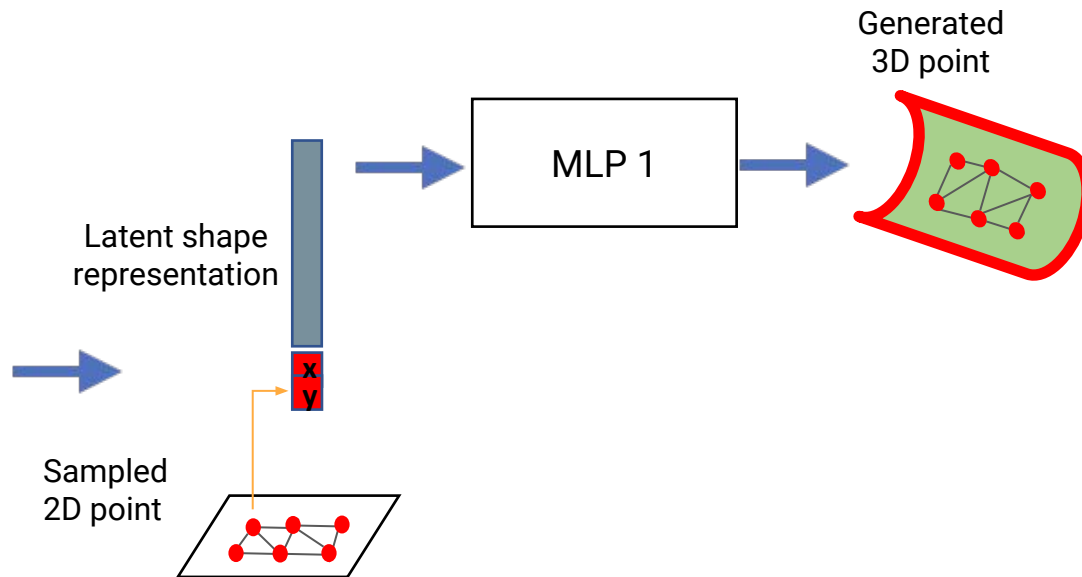 Generated
3D point
MLP 1
Latent shape
representation
x
y
Sampled
2D point